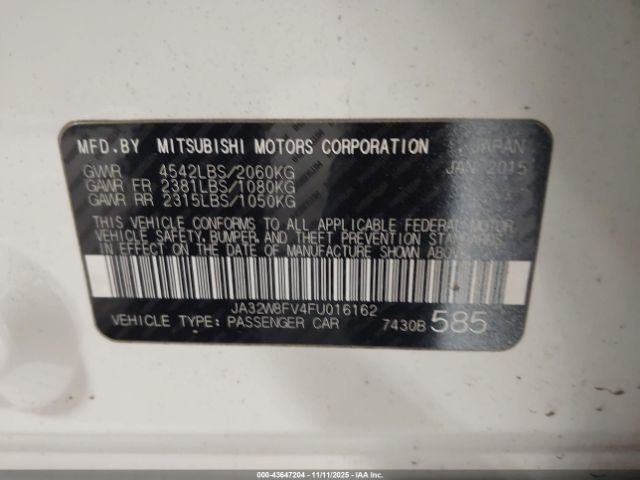 MFD.BY MITSUBISHI MOTORS CORPORATION JAPAN
GVWR 4542LBS/2060KG JAN 2015
GAWR FR 2381LBS/1080KG
GAWR RR 2315LBS/1050KG
THIS VEHICLE CONFORMS TO ALL APPLICABLE FEDERAL MOTOR
VEHICLE SAFETY, BUMPER, AND THEFT PREVENTION STANDARDS
IN EFFECT ON THE DATE OF MANUFACTURE SHOWN ABOVE.
JA32W8FV4FU016162
VEHICLE TYPE: PASSENGER CAR 7430B 585
000-43647204 - 11/11/2025 - IAA Inc.